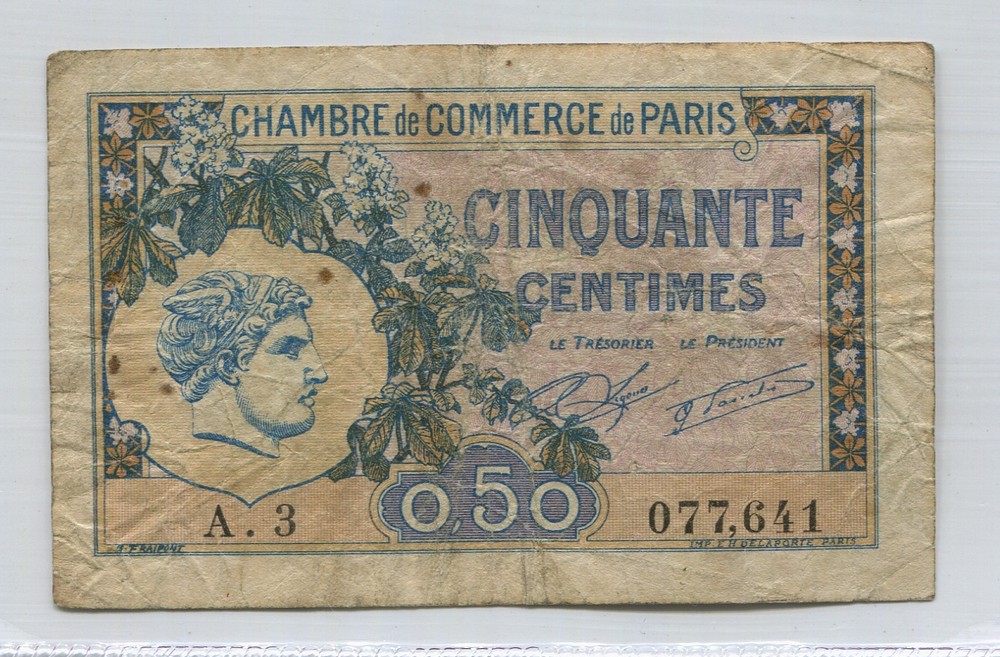 CHAMBRE de COMMERCE de PARIS
CINQUANTE
CENTIMES
LE TRÉSORIER LE PRÉSIDENT
A. 3
0,50
077,641
G. FRAIPONT
IMP. I. H DELAPORTE PARIS